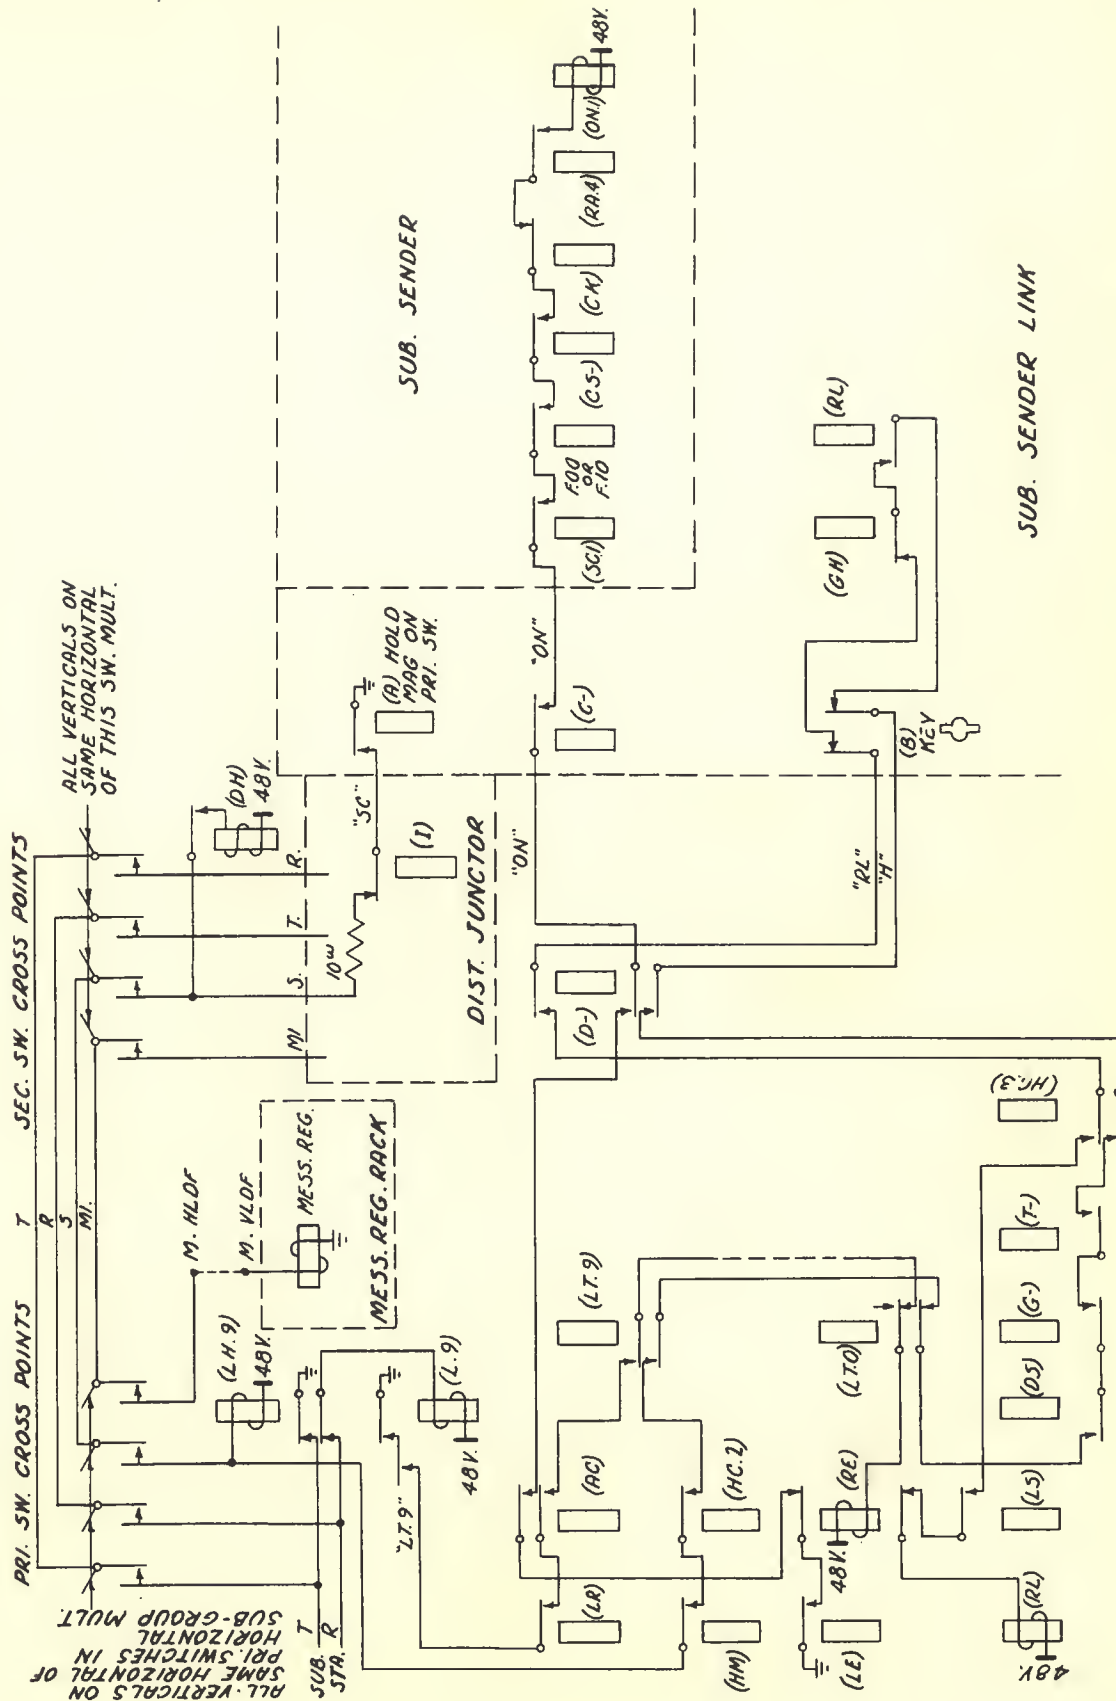 ALL VERTICALS ON
SAME HORIZONTAL OF
PRI. SWITCHES IN
HORIZONTAL
SUB-GROUP MULT.
PRI. SW. CROSS POINTS
T
R
S
MI.
SEC. SW. CROSS POINTS
ALL VERTICALS ON
SAME HORIZONTAL
OF THIS SW. MULT.
SUB.
STA.
T
R
(LH.9)
48V.
M. HLDF
M. VLDF
MESS. REG.
MESS. REG. RACK
(L.9)
48V.
"LT.9"
MI
S.
T.
R.
(DH)
48V.
10ω
(I)
"SC"
DIST. JUNCTOR
(A) HOLD
MAG ON
PRI. SW.
SUB. SENDER
"ON"
(C-)
"ON"
(SC1)
F.00
OR
F.10
(CS-)
(CK)
(RA.4)
(ON.1)
48V.
(LR)
(AC)
(LT.9)
(D-)
(HM)
(HC.2)
"RL"
"H"
(B)
KEY
(GH)
(RL)
(LE)
48V.
(RE)
(LT.0)
SUB. SENDER LINK
48V.
(RL)
(LS)
(DS)
(G-)
(T-)
(HC.3)